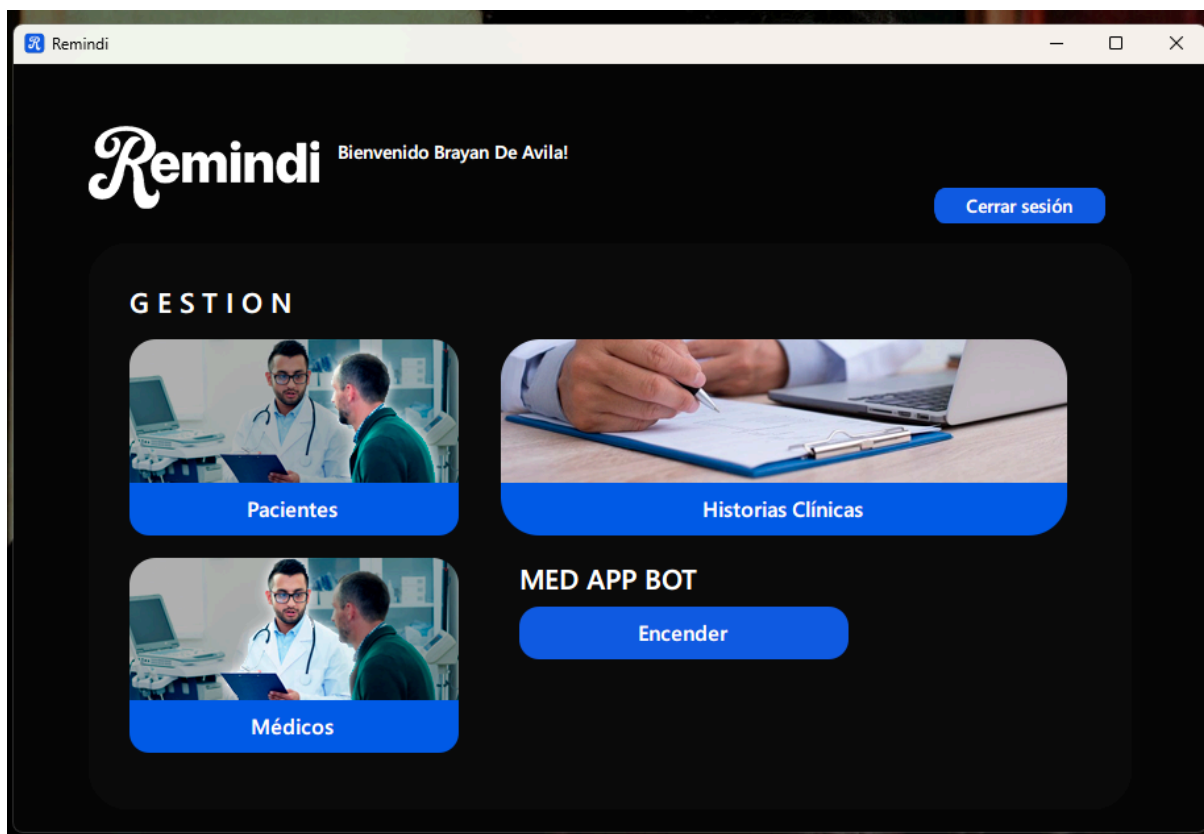 Remindi
Remindi
Bienvenido Brayan De Avila!
Cerrar sesión
GESTION
Pacientes
Historias Clínicas
MED APP BOT
Encender
Médicos